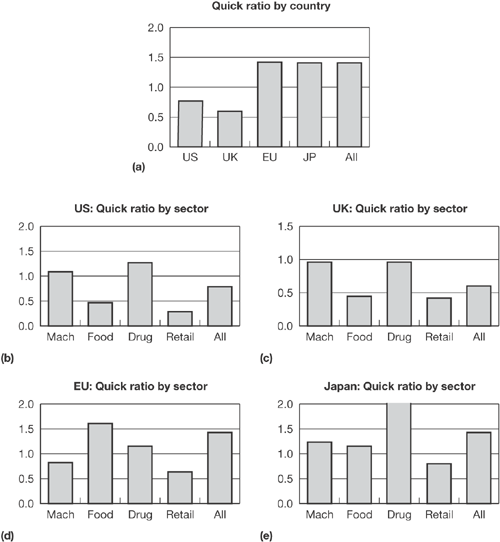 Quick ratio by country
2.0
1.5
1.0
0.5
0.0
US UK EU JP All
(a)
US: Quick ratio by sector
2.0
1.5
1.0
0.5
0.0
Mach Food Drug Retail All
(b)
UK: Quick ratio by sector
1.5
1.0
0.5
0.0
Mach Food Drug Retail All
(c)
EU: Quick ratio by sector
2.0
1.5
1.0
0.5
0.0
Mach Food Drug Retail All
(d)
Japan: Quick ratio by sector
2.0
1.5
1.0
0.5
0.0
Mach Food Drug Retail All
(e)